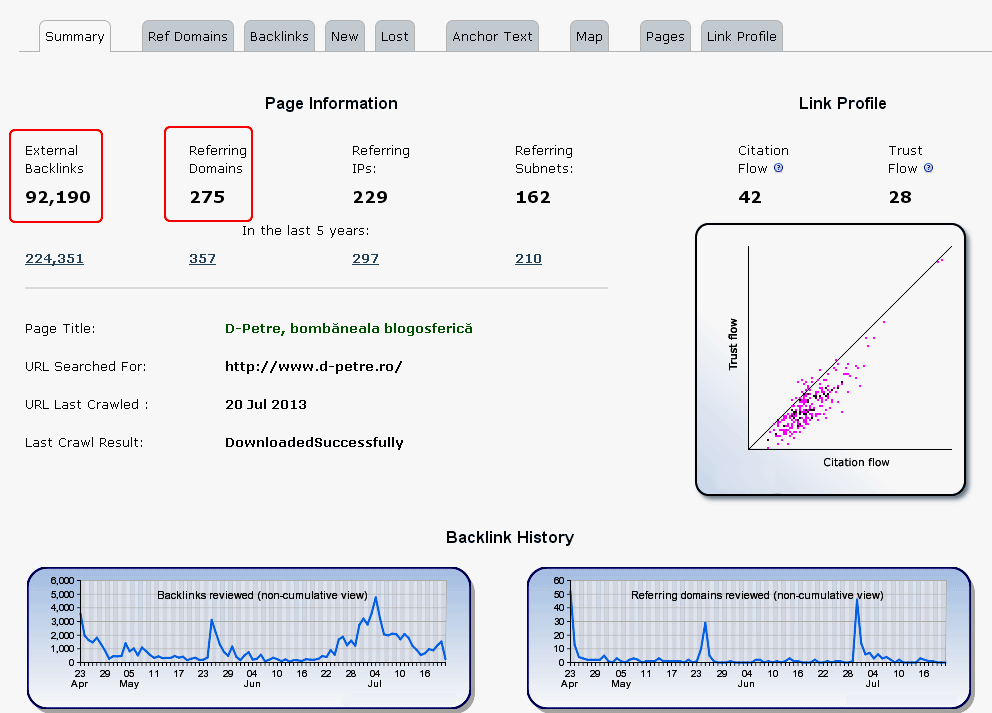 Summary Ref Domains Backlinks New Lost Anchor Text Map Pages Link Profile
Page Information
External Backlinks
92,190
Referring Domains
275
Referring IPs:
229
Referring Subnets:
162
In the last 5 years:
224,351 357 297 210
Page Title: D-Petre, bombăneala blogosferică
URL Searched For: http://www.d-petre.ro/
URL Last Crawled : 20 Jul 2013
Last Crawl Result: DownloadedSuccessfully
Link Profile
Citation Flow ?
42
Trust Flow ?
28
Trust flow
Citation flow
Backlink History
Backlinks reviewed (non-cumulative view)
6,000
5,000
4,000
3,000
2,000
1,000
0
23 29 05 11 17 23 29 04 10 16 22 28 04 10 16
Apr May Jun Jul
Referring domains reviewed (non-cumulative view)
60
50
40
30
20
10
0
23 29 05 11 17 23 29 04 10 16 22 28 04 10 16
Apr May Jun Jul